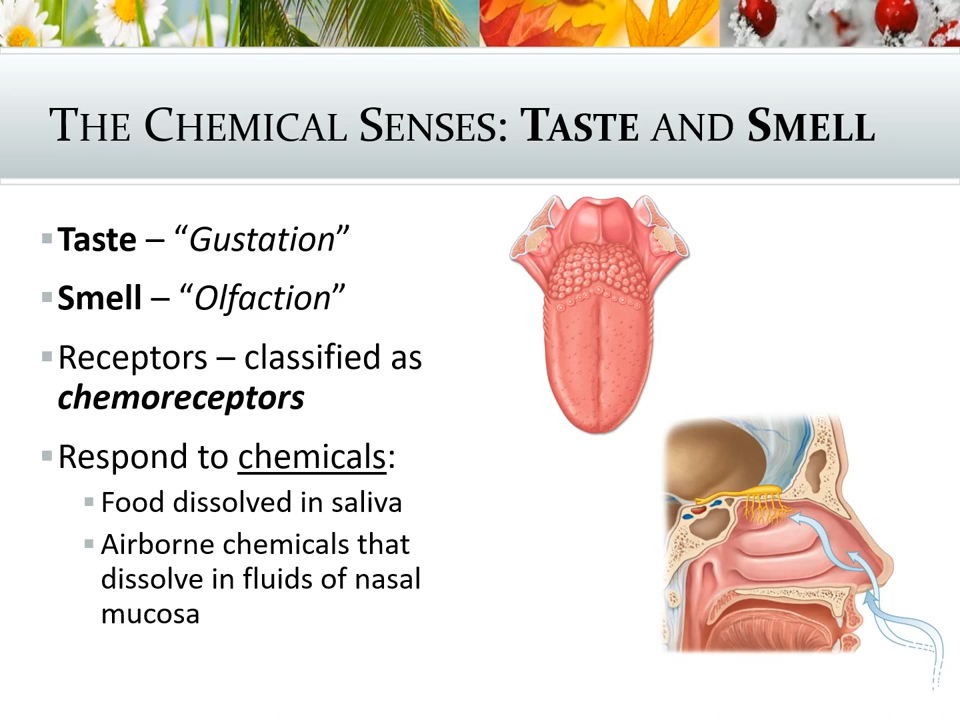 The Chemical Senses: Taste and Smell
▪ Taste – “Gustation”
▪ Smell – “Olfaction”
▪ Receptors – classified as
chemoreceptors
▪ Respond to chemicals:
▪ Food dissolved in saliva
▪ Airborne chemicals that
dissolve in fluids of nasal
mucosa